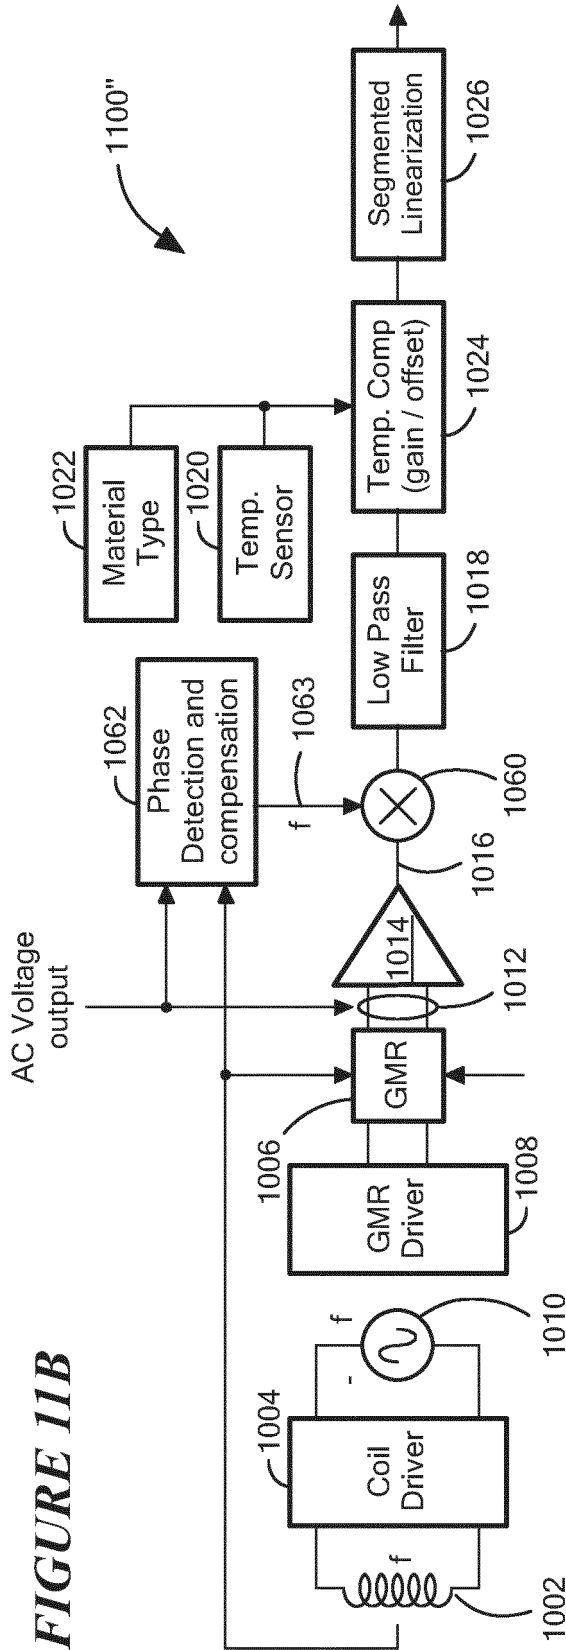 FIGURE 11B
1100"
AC Voltage
output
1062
Phase
Detection and
compensation
1022
Material
Type
1020
Temp.
Sensor
f
1063
1004
Coil
Driver
f
1002
-
f
1010
GMR
Driver
1008
1006
GMR
1012
1014
1016
1060
Low Pass
Filter
1018
Temp. Comp
(gain / offset)
1024
Segmented
Linearization
1026